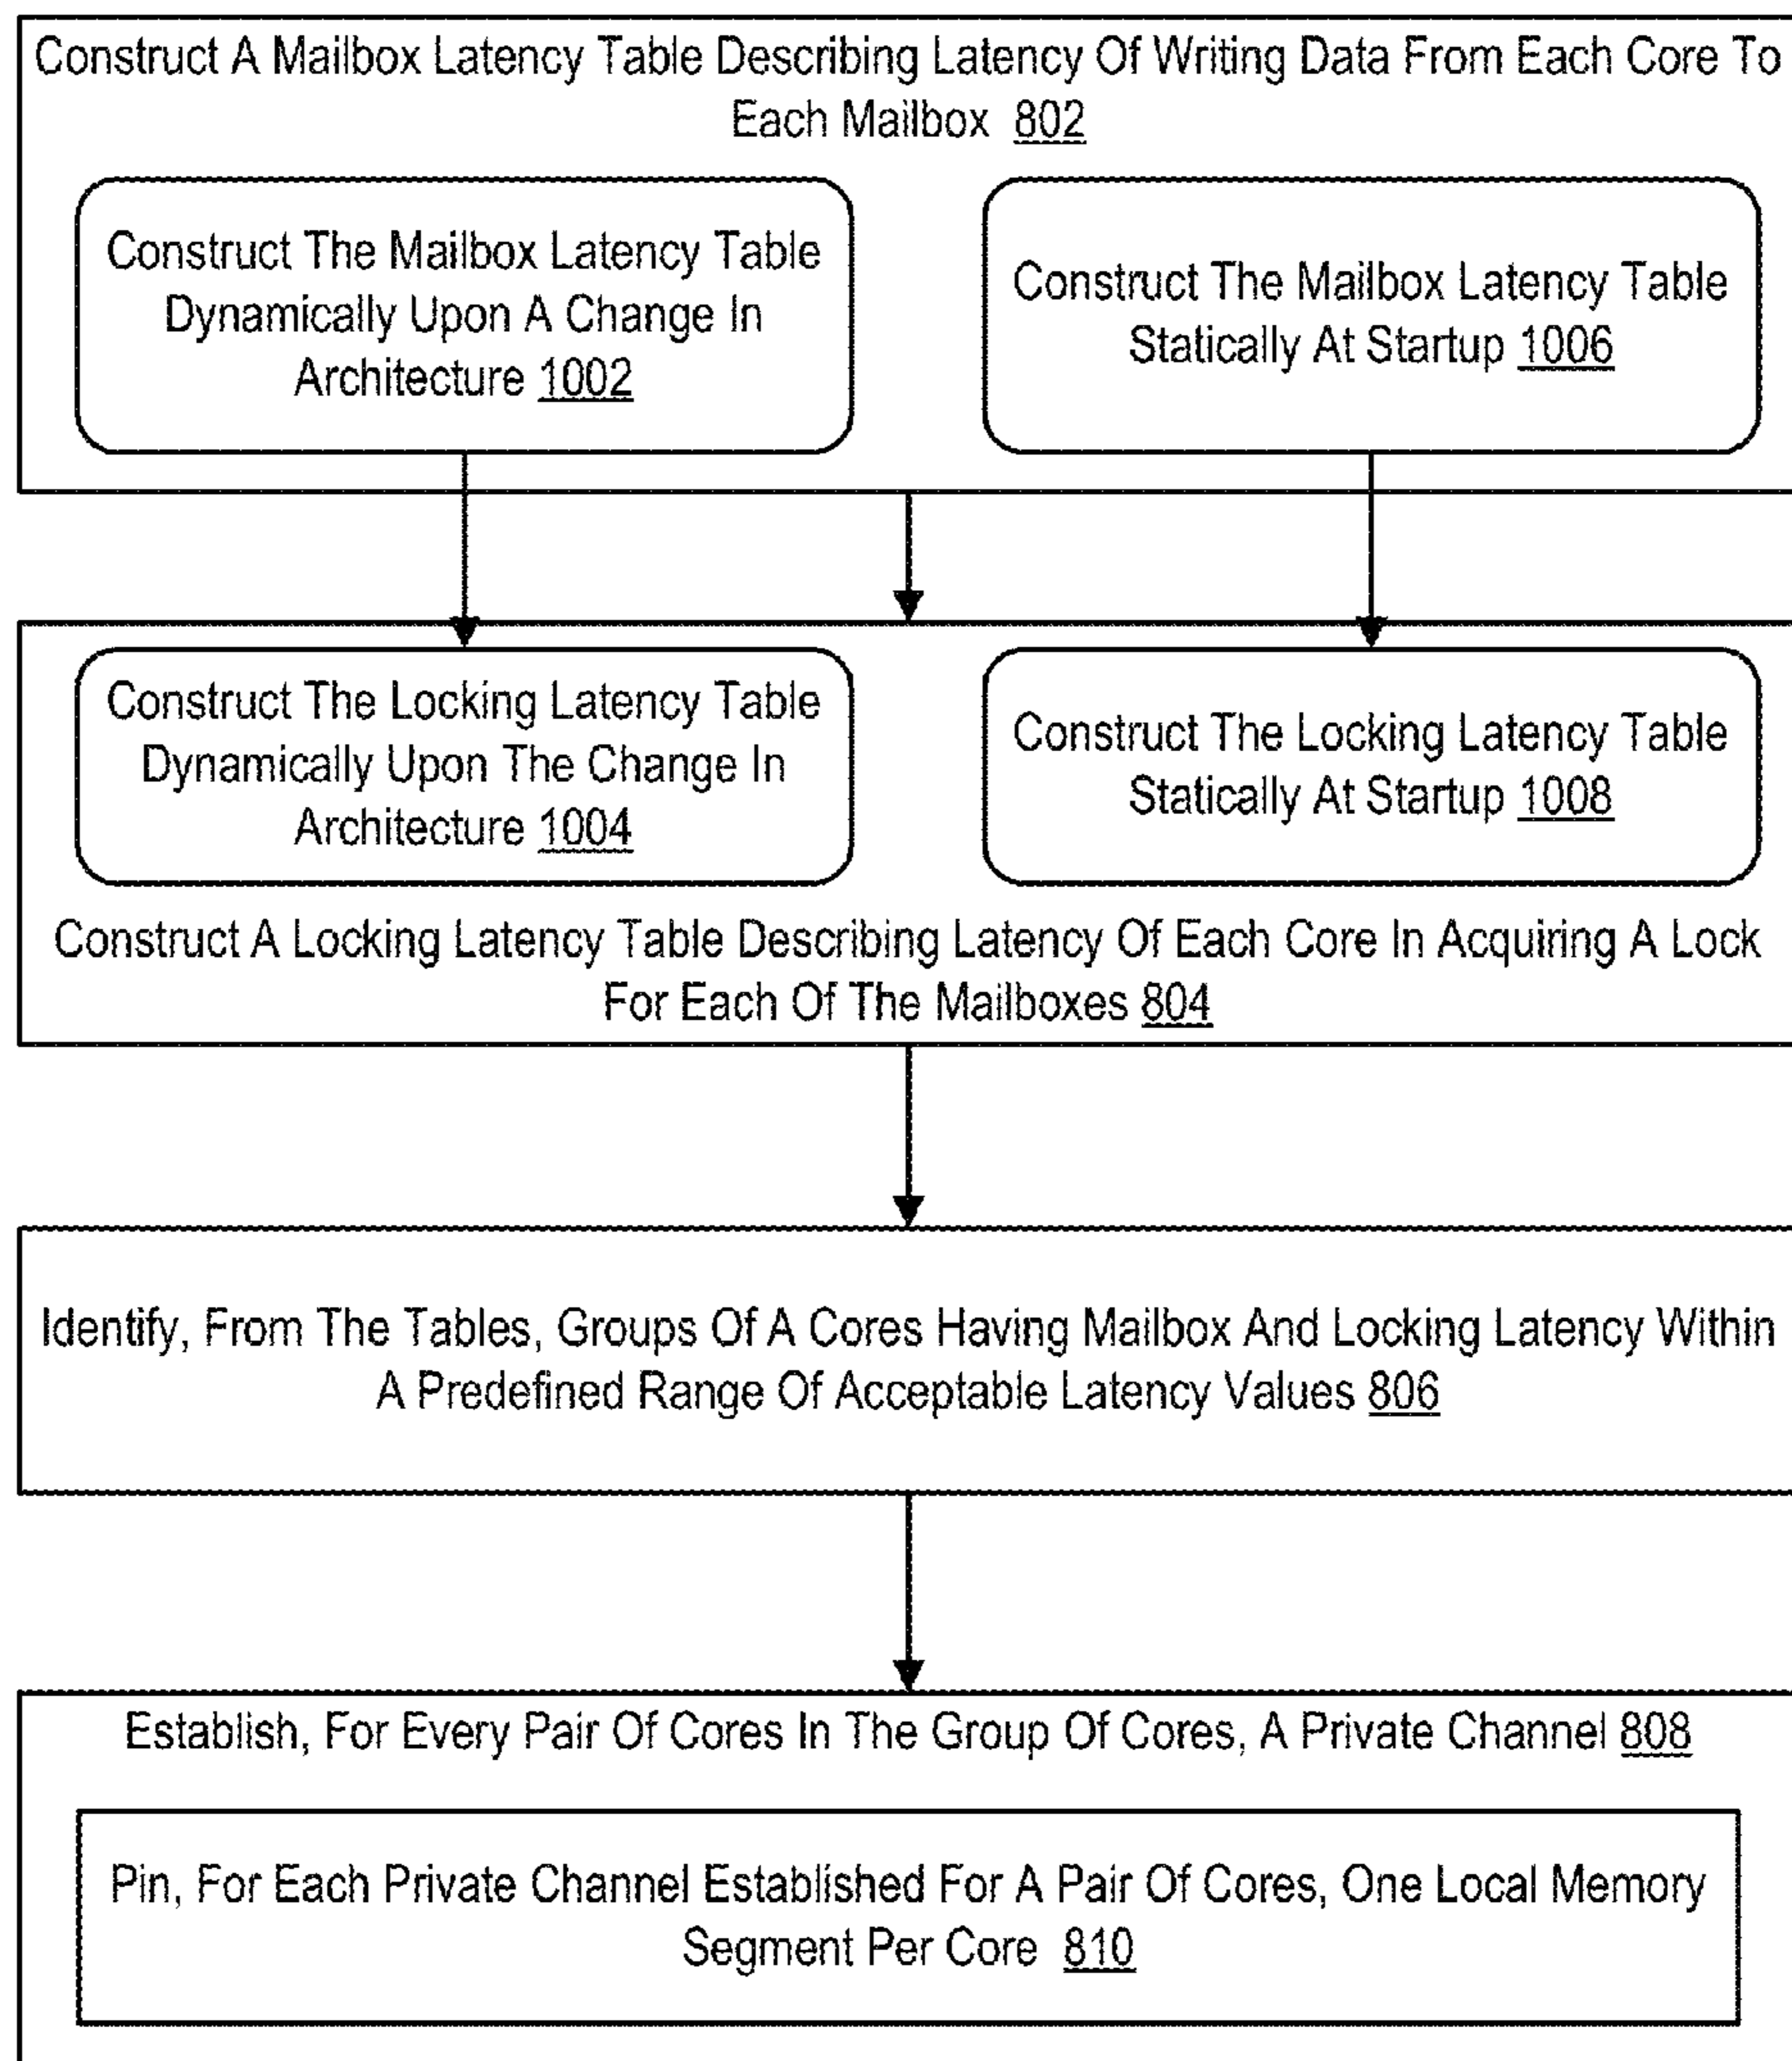 Construct A Mailbox Latency Table Describing Latency Of Writing Data From Each Core To
Each Mailbox 802
Construct The Mailbox Latency Table
Dynamically Upon A Change In
Architecture 1002
Construct The Mailbox Latency Table
Statically At Startup 1006
Construct The Locking Latency Table
Dynamically Upon The Change In
Architecture 1004
Construct The Locking Latency Table
Statically At Startup 1008
Construct A Locking Latency Table Describing Latency Of Each Core In Acquiring A Lock
For Each Of The Mailboxes 804
Identify, From The Tables, Groups Of A Cores Having Mailbox And Locking Latency Within
A Predefined Range Of Acceptable Latency Values 806
Establish, For Every Pair Of Cores In The Group Of Cores, A Private Channel 808
Pin, For Each Private Channel Established For A Pair Of Cores, One Local Memory
Segment Per Core 810